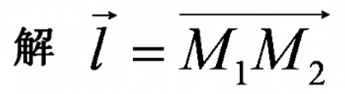 解 $\vec{l} = \overrightarrow{M_1M_2}$